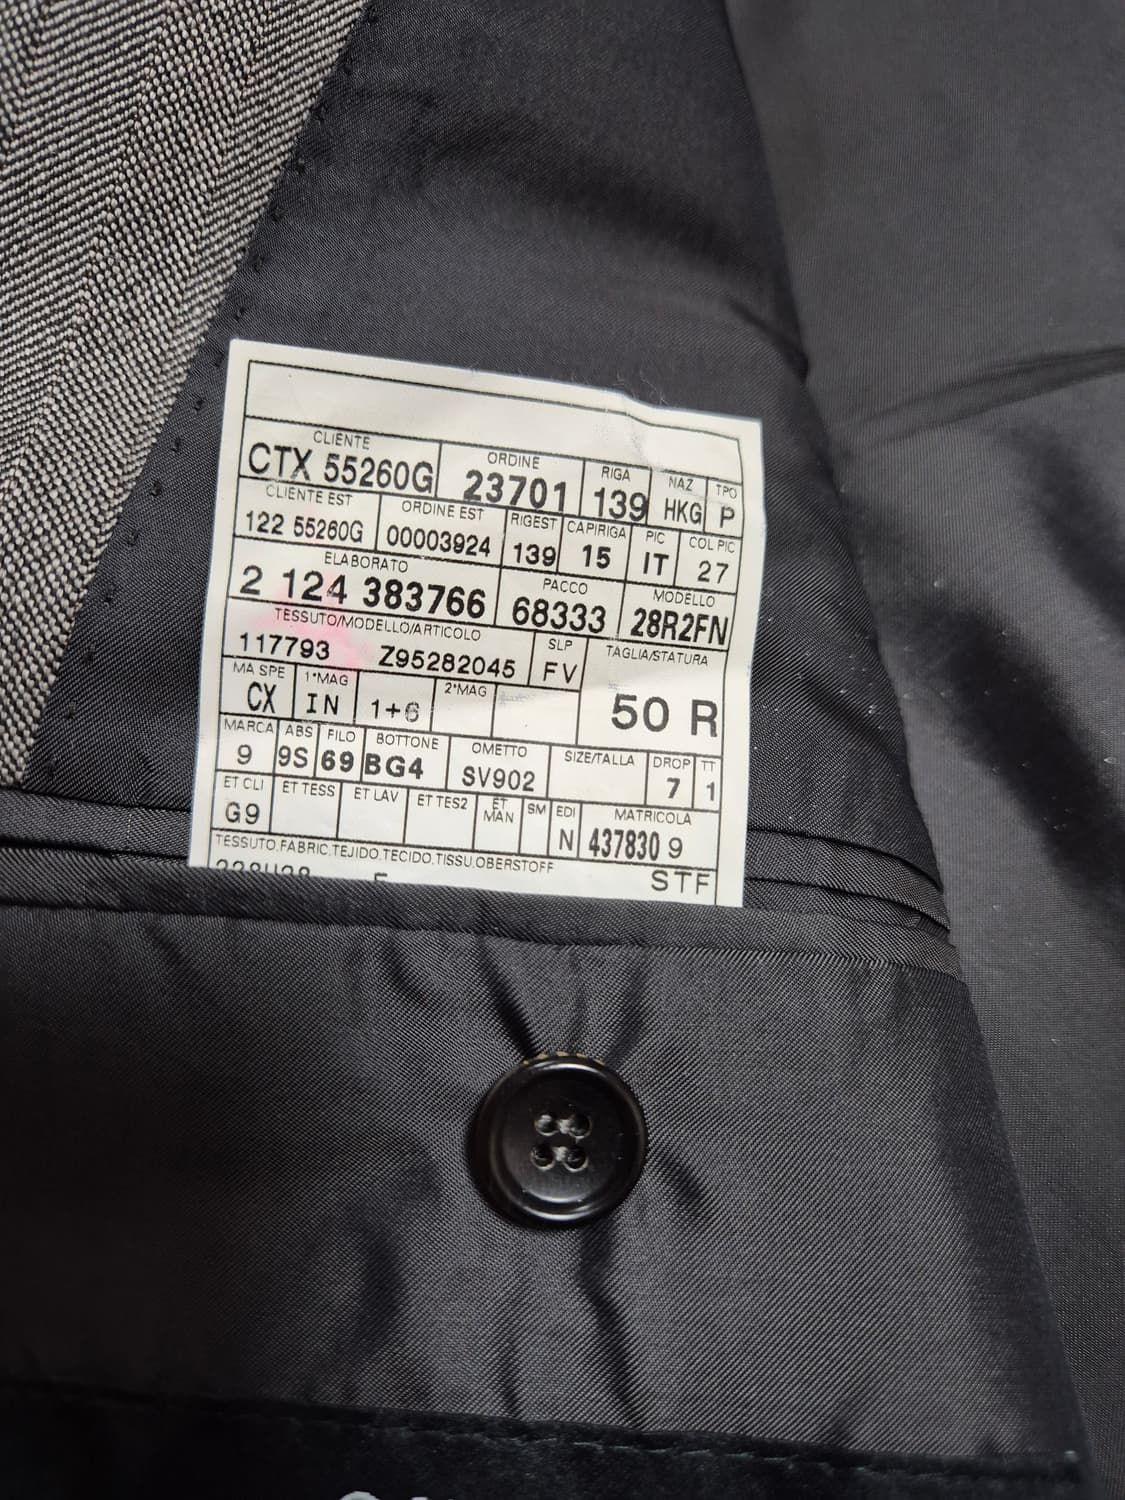 CLIENTE ORDINE RIGA NAZ TPO
CTX 55260G 23701 139 HKG P
CLIENTE EST ORDINE EST RIGEST CAPIRIGA PIC COL PIC
122 55260G 00003924 139 15 IT 27
ELABORATO PACCO MODELLO
2 124 383766 68333 28R2FN
TESSUTO/MODELLO/ARTICOLO SLP TAGLIA/STATURA
117793 Z95282045 FV 50 R
MA SPE 1*MAG 2*MAG
CX IN 1+6
MARCA ABS FILO BOTTONE OMETTO SIZE/TALLA DROP TT
9 9S 69 BG4 SV902 7 1
ET CLI ET TESS ET LAV ET TES2 ET MAN SM EDI MATRICOLA
G9 N 437830 9
TESSUTO.FABRIC.TEJIDO.TECIDO.TISSU.OBERSTOFF
STF